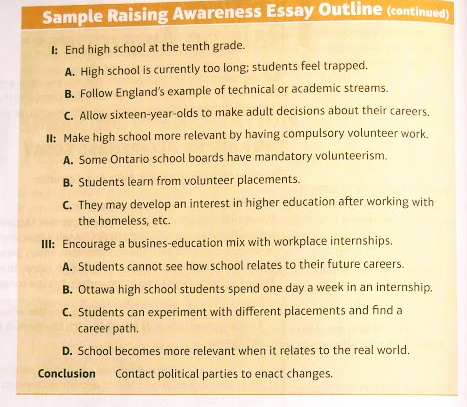 Sample Raising Awareness Essay Outline (continued)
I: End high school at the tenth grade.
A. High school is currently too long; students feel trapped.
B. Follow England's example of technical or academic streams.
C. Allow sixteen-year-olds to make adult decisions about their careers.
II: Make high school more relevant by having compulsory volunteer work.
A. Some Ontario school boards have mandatory volunteerism.
B. Students learn from volunteer placements.
C. They may develop an interest in higher education after working with
the homeless, etc.
III: Encourage a busines-education mix with workplace internships.
A. Students cannot see how school relates to their future careers.
B. Ottawa high school students spend one day a week in an internship.
C. Students can experiment with different placements and find a
career path.
D. School becomes more relevant when it relates to the real world.
Conclusion Contact political parties to enact changes.